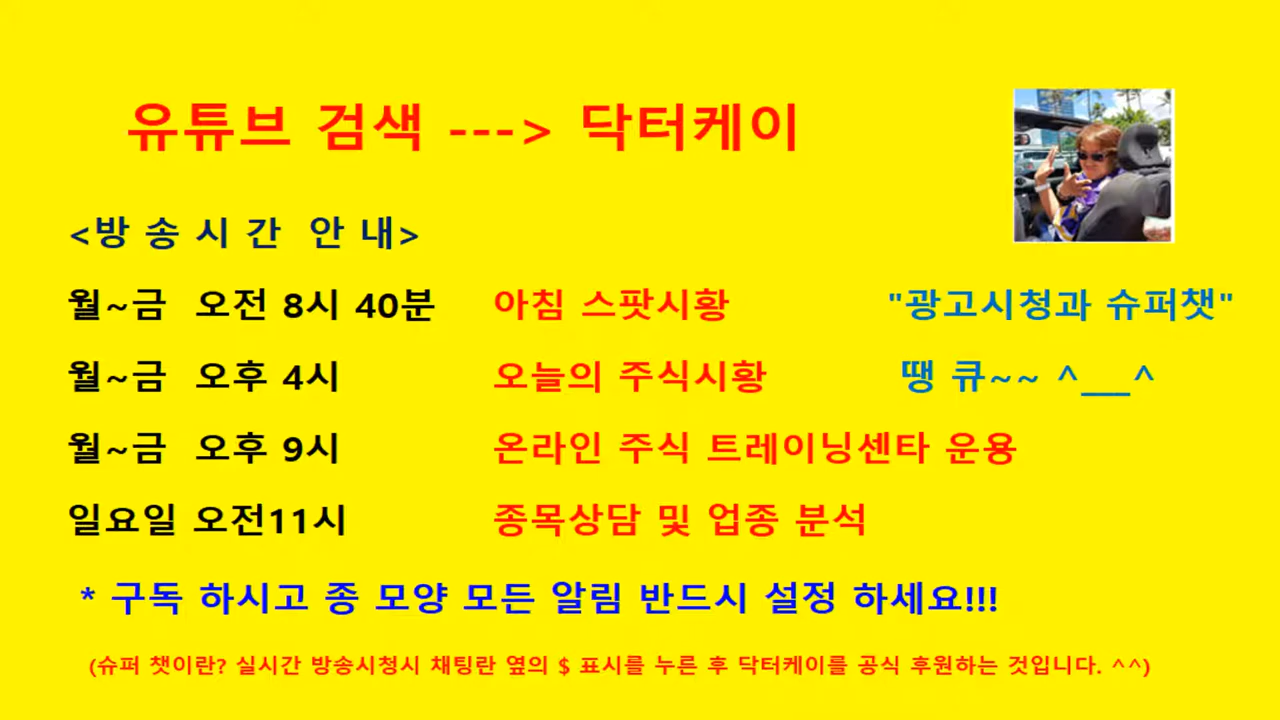 유튜브 검색 ---> 닥터케이
<방 송 시 간 안 내>
월~금 오전 8시 40분 아침 스팟시황 "광고시청과 슈퍼챗"
월~금 오후 4시 오늘의 주식시황 땡 큐~~ ^___^
월~금 오후 9시 온라인 주식 트레이닝센타 운용
일요일 오전11시 종목상담 및 업종 분석
* 구독 하시고 종 모양 모든 알림 반드시 설정 하세요!!!
(슈퍼 챗이란? 실시간 방송시청시 채팅란 옆의 $ 표시를 누른 후 닥터케이를 공식 후원하는 것입니다. ^^)